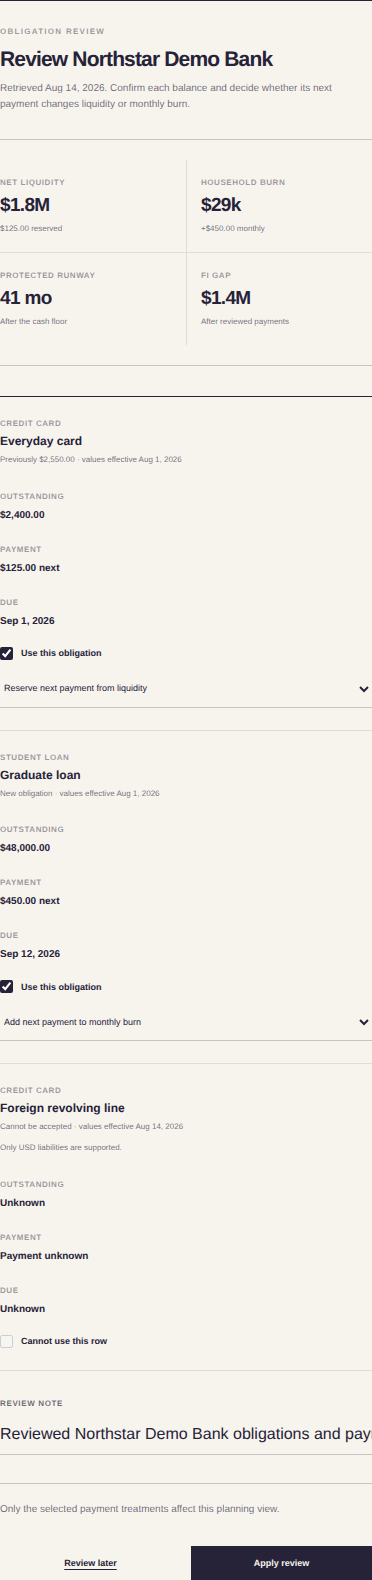 OBLIGATION REVIEW
Review Northstar Demo Bank
Retrieved Aug 14, 2026. Confirm each balance and decide whether its next
payment changes liquidity or monthly burn.
NET LIQUIDITY
$1.8M
$125.00 reserved
HOUSEHOLD BURN
$29k
+$450.00 monthly
PROTECTED RUNWAY
41 mo
After the cash floor
FI GAP
$1.4M
After reviewed payments
CREDIT CARD
Everyday card
Previously $2,550.00 · values effective Aug 1, 2026
OUTSTANDING
$2,400.00
PAYMENT
$125.00 next
DUE
Sep 1, 2026
Use this obligation
Reserve next payment from liquidity
STUDENT LOAN
Graduate loan
New obligation · values effective Aug 1, 2026
OUTSTANDING
$48,000.00
PAYMENT
$450.00 next
DUE
Sep 12, 2026
Use this obligation
Add next payment to monthly burn
CREDIT CARD
Foreign revolving line
Cannot be accepted · values effective Aug 14, 2026
Only USD liabilities are supported.
OUTSTANDING
Unknown
PAYMENT
Payment unknown
DUE
Unknown
Cannot use this row
REVIEW NOTE
Reviewed Northstar Demo Bank obligations and
Only the selected payment treatments affect this planning view.
Review later
Apply review